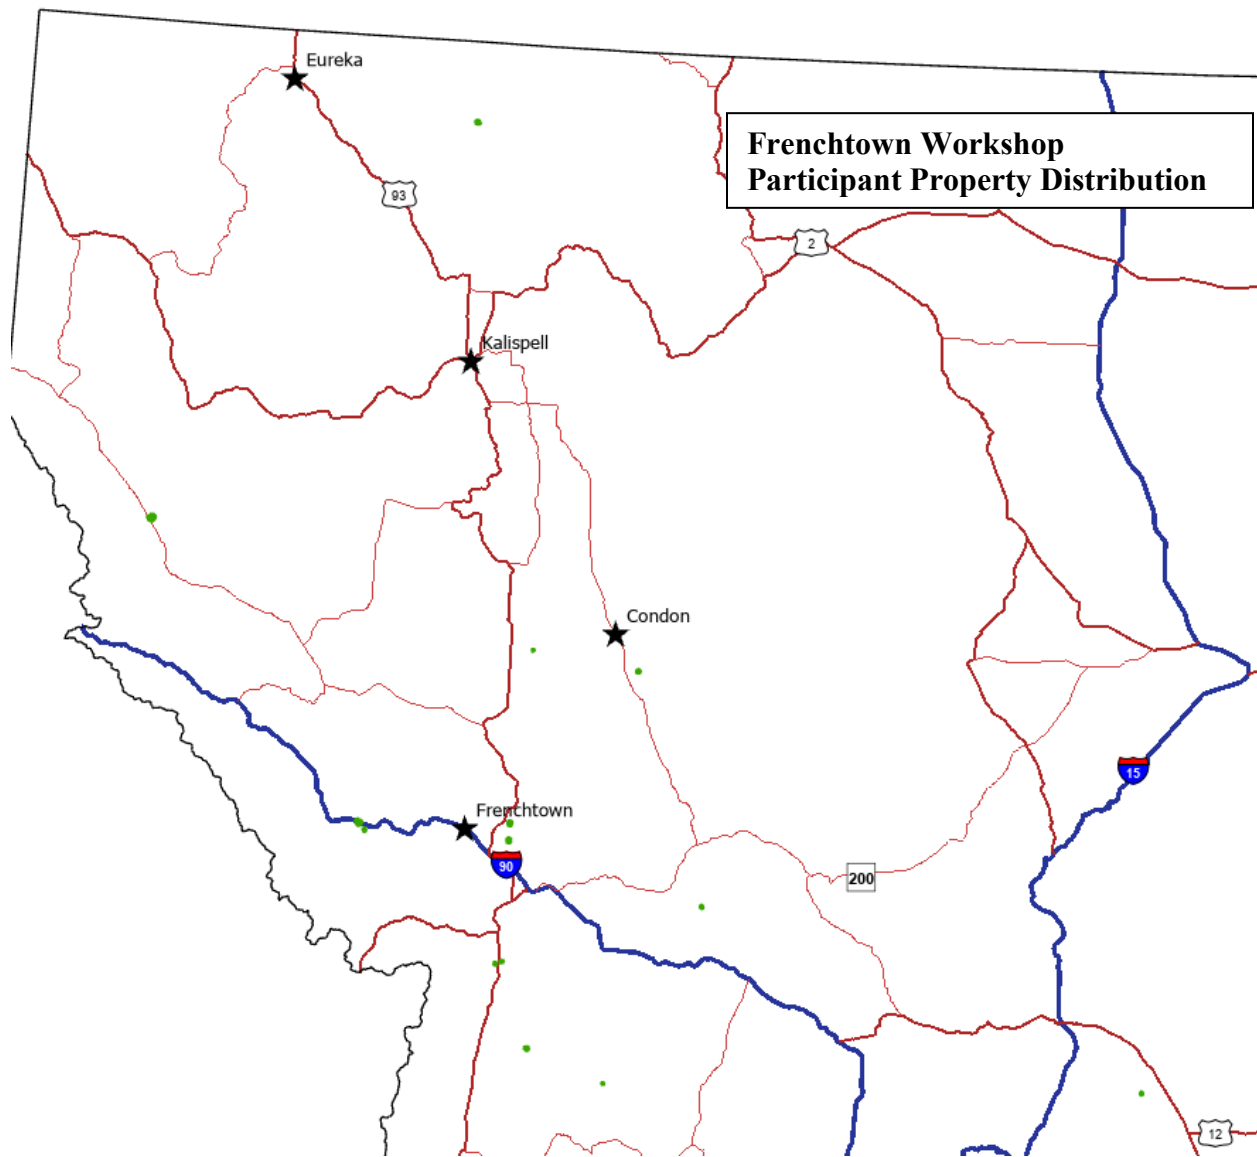 Eureka
Frenchtown Workshop
Participant Property Distribution
93
2
Kalispell
Condon
15
Frenchtown
90
200
12